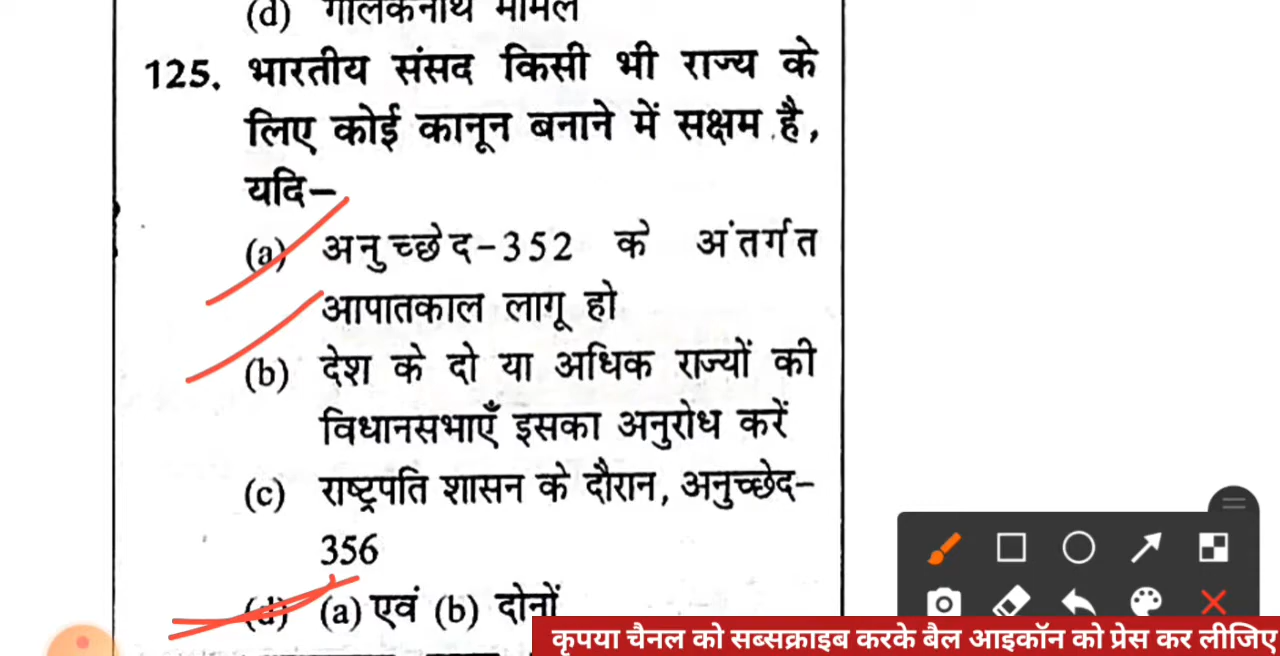 (d) गोलकनाथ मामले
125. भारतीय संसद किसी भी राज्य के
लिए कोई कानून बनाने में सक्षम है,
यदि–
(a) अनुच्छेद-352 के अंतर्गत
आपातकाल लागू हो
(b) देश के दो या अधिक राज्यों की
विधानसभाएँ इसका अनुरोध करें
(c) राष्ट्रपति शासन के दौरान, अनुच्छेद-
356
(d) (a) एवं (b) दोनों
कृपया चैनल को सब्सक्राइब करके बैल आइकॉन को प्रेस कर लीजिए